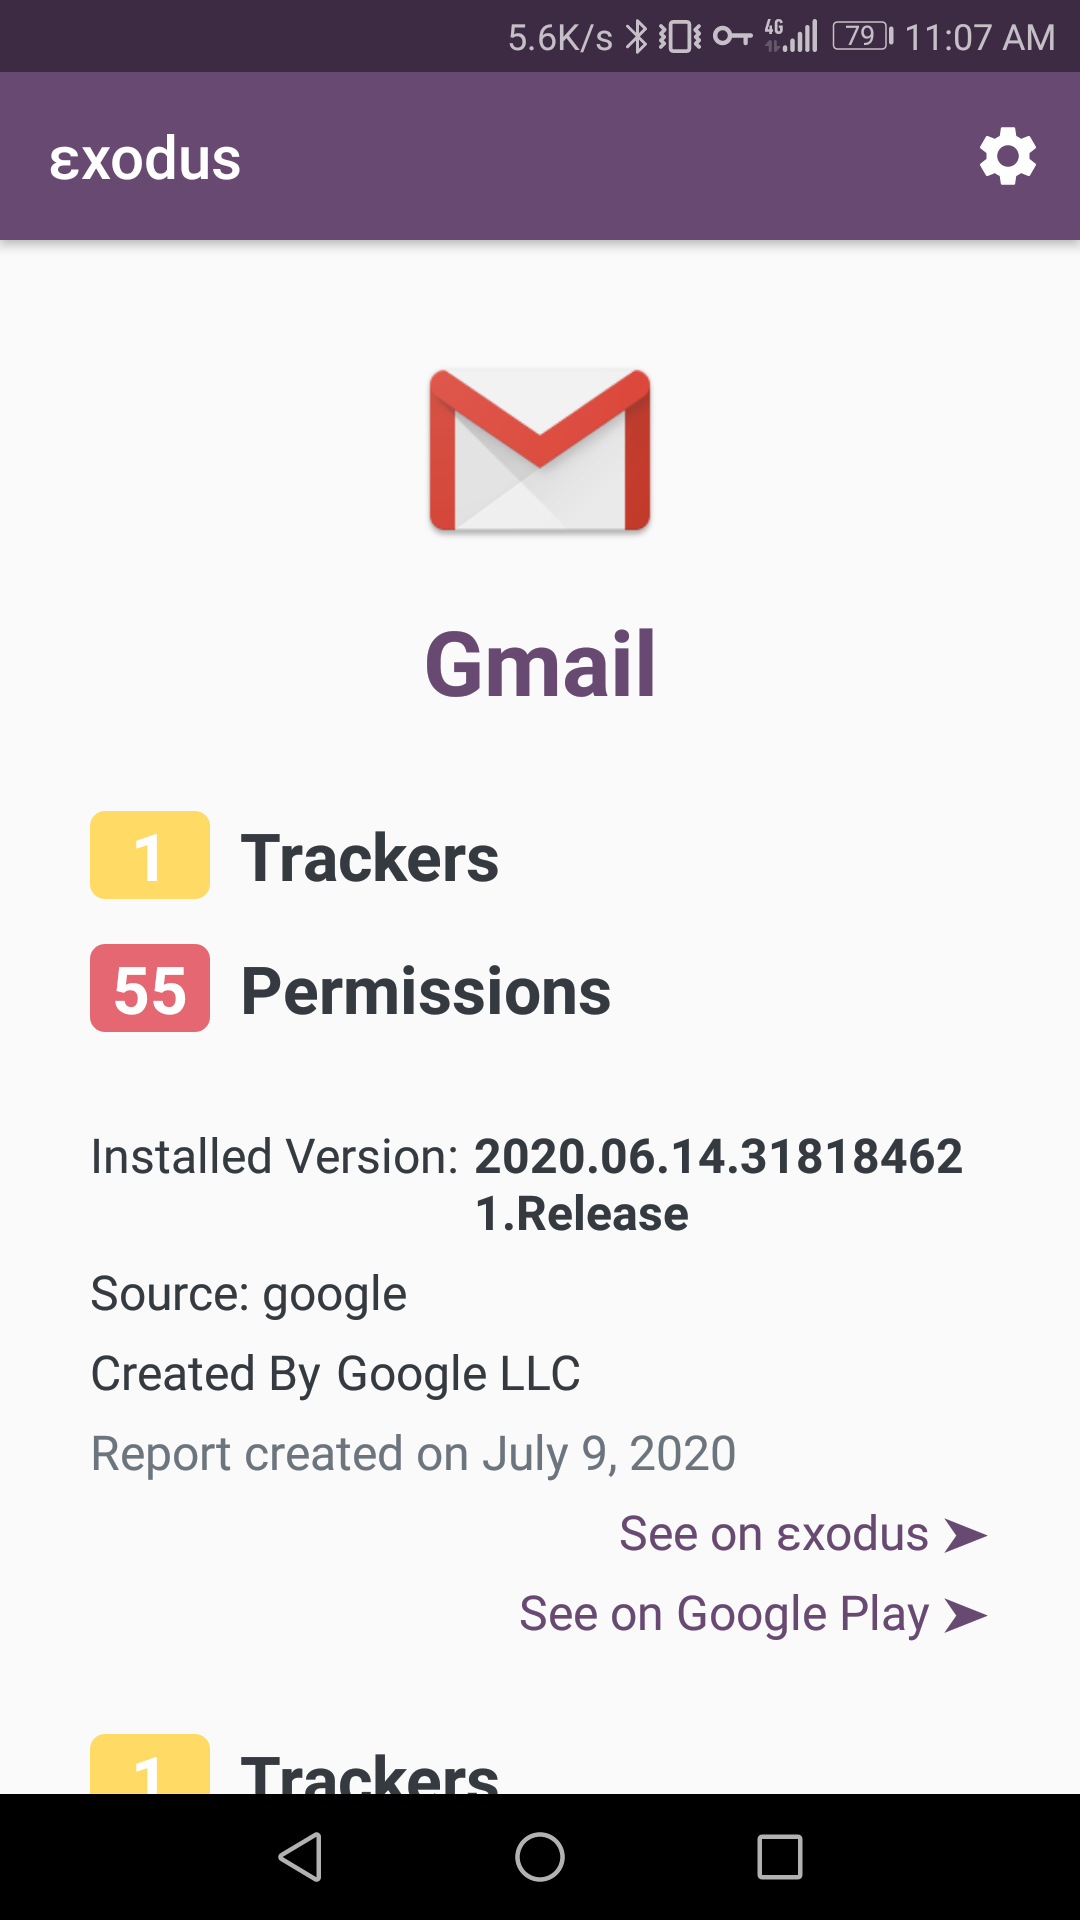 5.6K/s 4G 79 11:07 AM
εxodus
Gmail
1 Trackers
55 Permissions
Installed Version: 2020.06.14.31818462
1.Release
Source: google
Created By Google LLC
Report created on July 9, 2020
See on εxodus ➤
See on Google Play ➤
1 Trackers